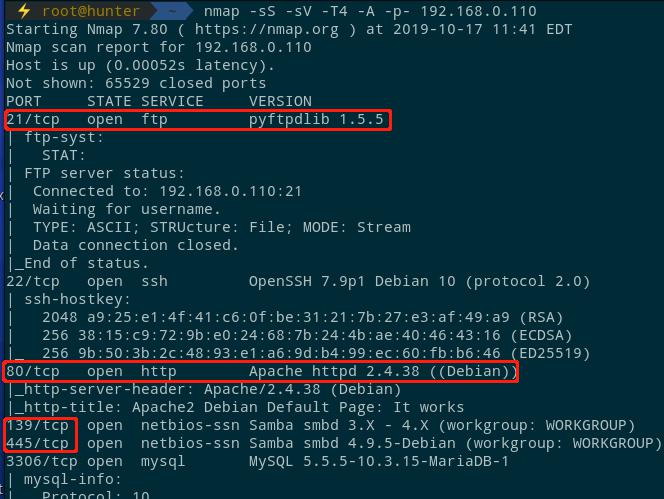 ⚡ root@hunter ~ nmap -sS -sV -T4 -A -p- 192.168.0.110
Starting Nmap 7.80 ( https://nmap.org ) at 2019-10-17 11:41 EDT
Nmap scan report for 192.168.0.110
Host is up (0.00052s latency).
Not shown: 65529 closed ports
PORT     STATE SERVICE     VERSION
21/tcp   open  ftp         pyftpdlib 1.5.5
| ftp-syst:
|   STAT:
| FTP server status:
|  Connected to: 192.168.0.110:21
|  Waiting for username.
|  TYPE: ASCII; STRUcture: File; MODE: Stream
|  Data connection closed.
|_End of status.
22/tcp   open  ssh         OpenSSH 7.9p1 Debian 10 (protocol 2.0)
| ssh-hostkey:
|   2048 a9:25:e1:4f:41:c6:0f:be:31:21:7b:27:e3:af:49:a9 (RSA)
|   256 38:15:c9:72:9b:e0:24:68:7b:24:4b:ae:40:46:43:16 (ECDSA)
|_  256 9b:50:3b:2c:48:93:e1:a6:9d:b4:99:ec:60:fb:b6:46 (ED25519)
80/tcp   open  http        Apache httpd 2.4.38 ((Debian))
|_http-server-header: Apache/2.4.38 (Debian)
|_http-title: Apache2 Debian Default Page: It works
139/tcp  open  netbios-ssn Samba smbd 3.X - 4.X (workgroup: WORKGROUP)
445/tcp  open  netbios-ssn Samba smbd 4.9.5-Debian (workgroup: WORKGROUP)
3306/tcp open  mysql       MySQL 5.5.5-10.3.15-MariaDB-1
| mysql-info:
|   Protocol: 10